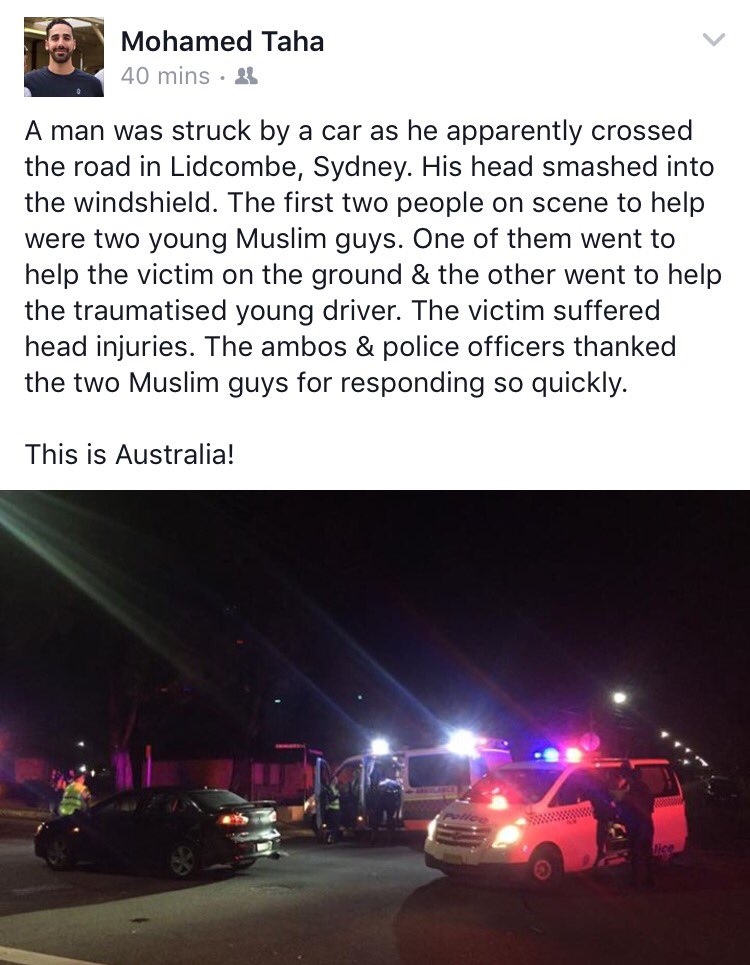 Mohamed Taha
40 mins ·
A man was struck by a car as he apparently crossed
the road in Lidcombe, Sydney. His head smashed into
the windshield. The first two people on scene to help
were two young Muslim guys. One of them went to
help the victim on the ground & the other went to help
the traumatised young driver. The victim suffered
head injuries. The ambos & police officers thanked
the two Muslim guys for responding so quickly.
This is Australia!
AMBULANCE
Police
lice